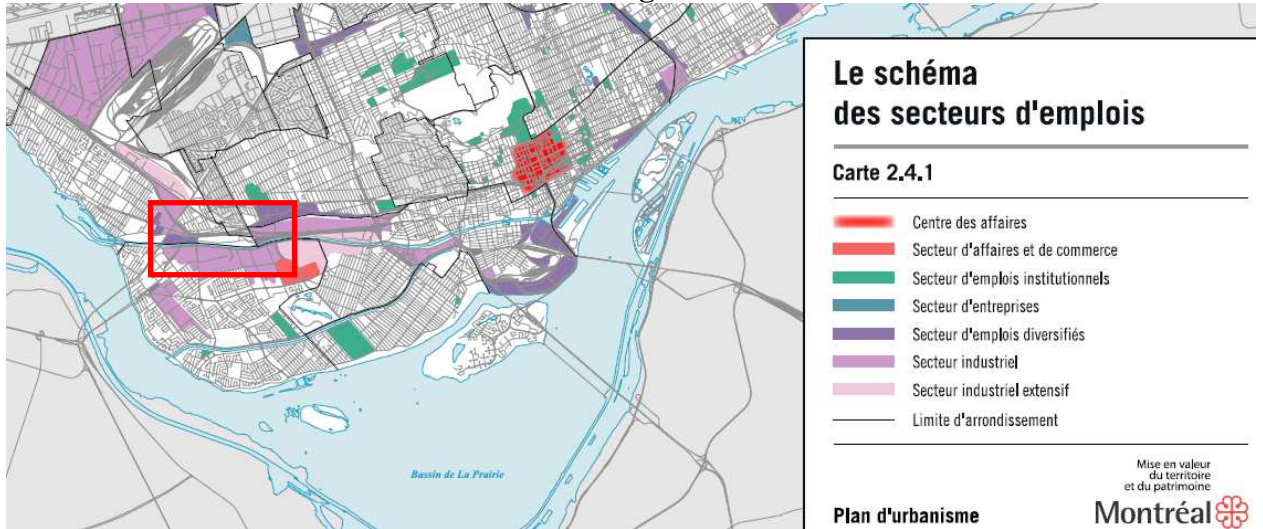 Le schéma
des secteurs d'emplois
Carte 2.4.1
Centre des affaires
Secteur d'affaires et de commerce
Secteur d'emplois institutionnels
Secteur d'entreprises
Secteur d'emplois diversifiés
Secteur industriel
Secteur industriel extensif
Limite d'arrondissement
Bassin de La Prairie
Mise en valeur
du territoire
et du patrimoine
Plan d'urbanisme
Montréal